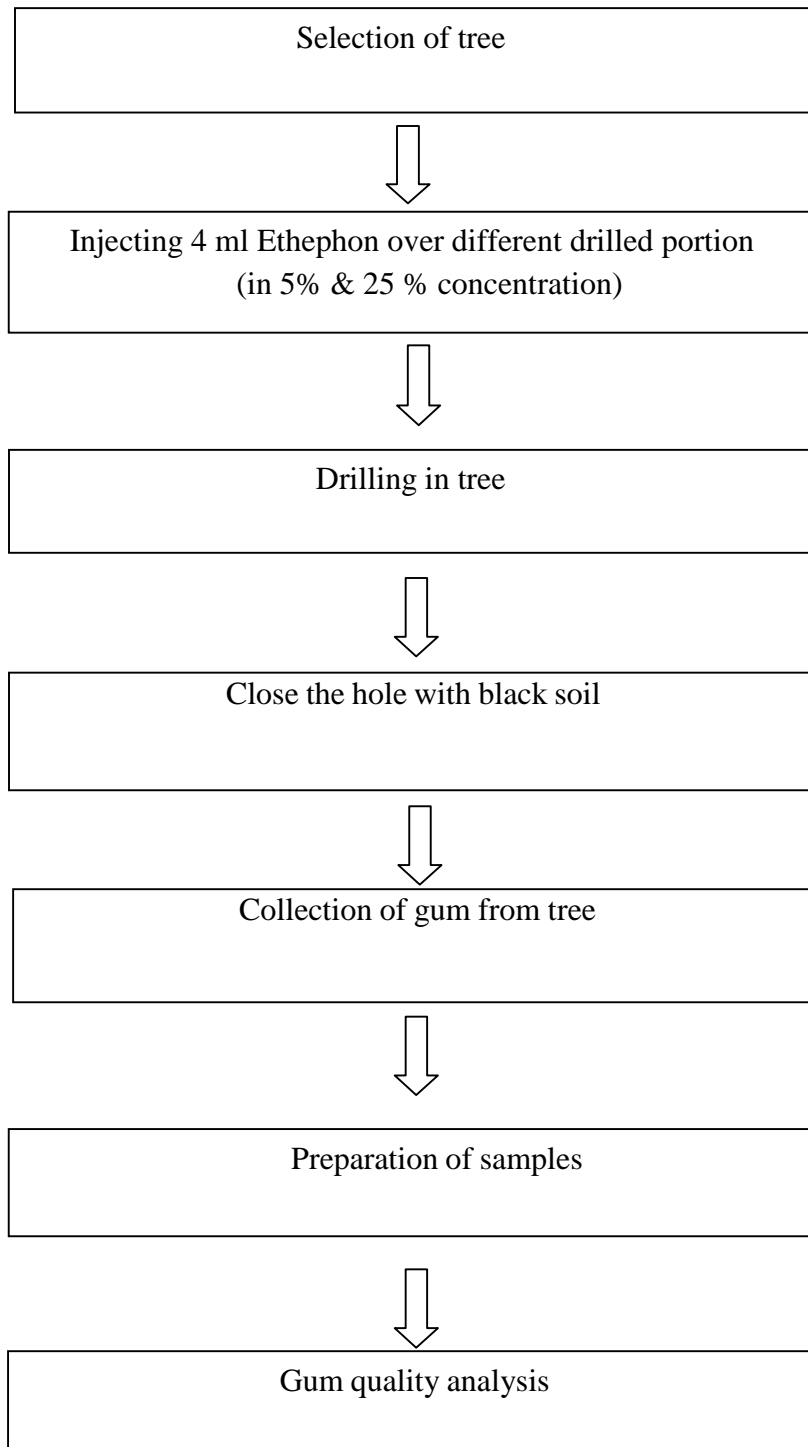 Selection of tree
Injecting 4 ml Ethephon over different drilled portion
(in 5% & 25 % concentration)
Drilling in tree
Close the hole with black soil
Collection of gum from tree
Preparation of samples
Gum quality analysis